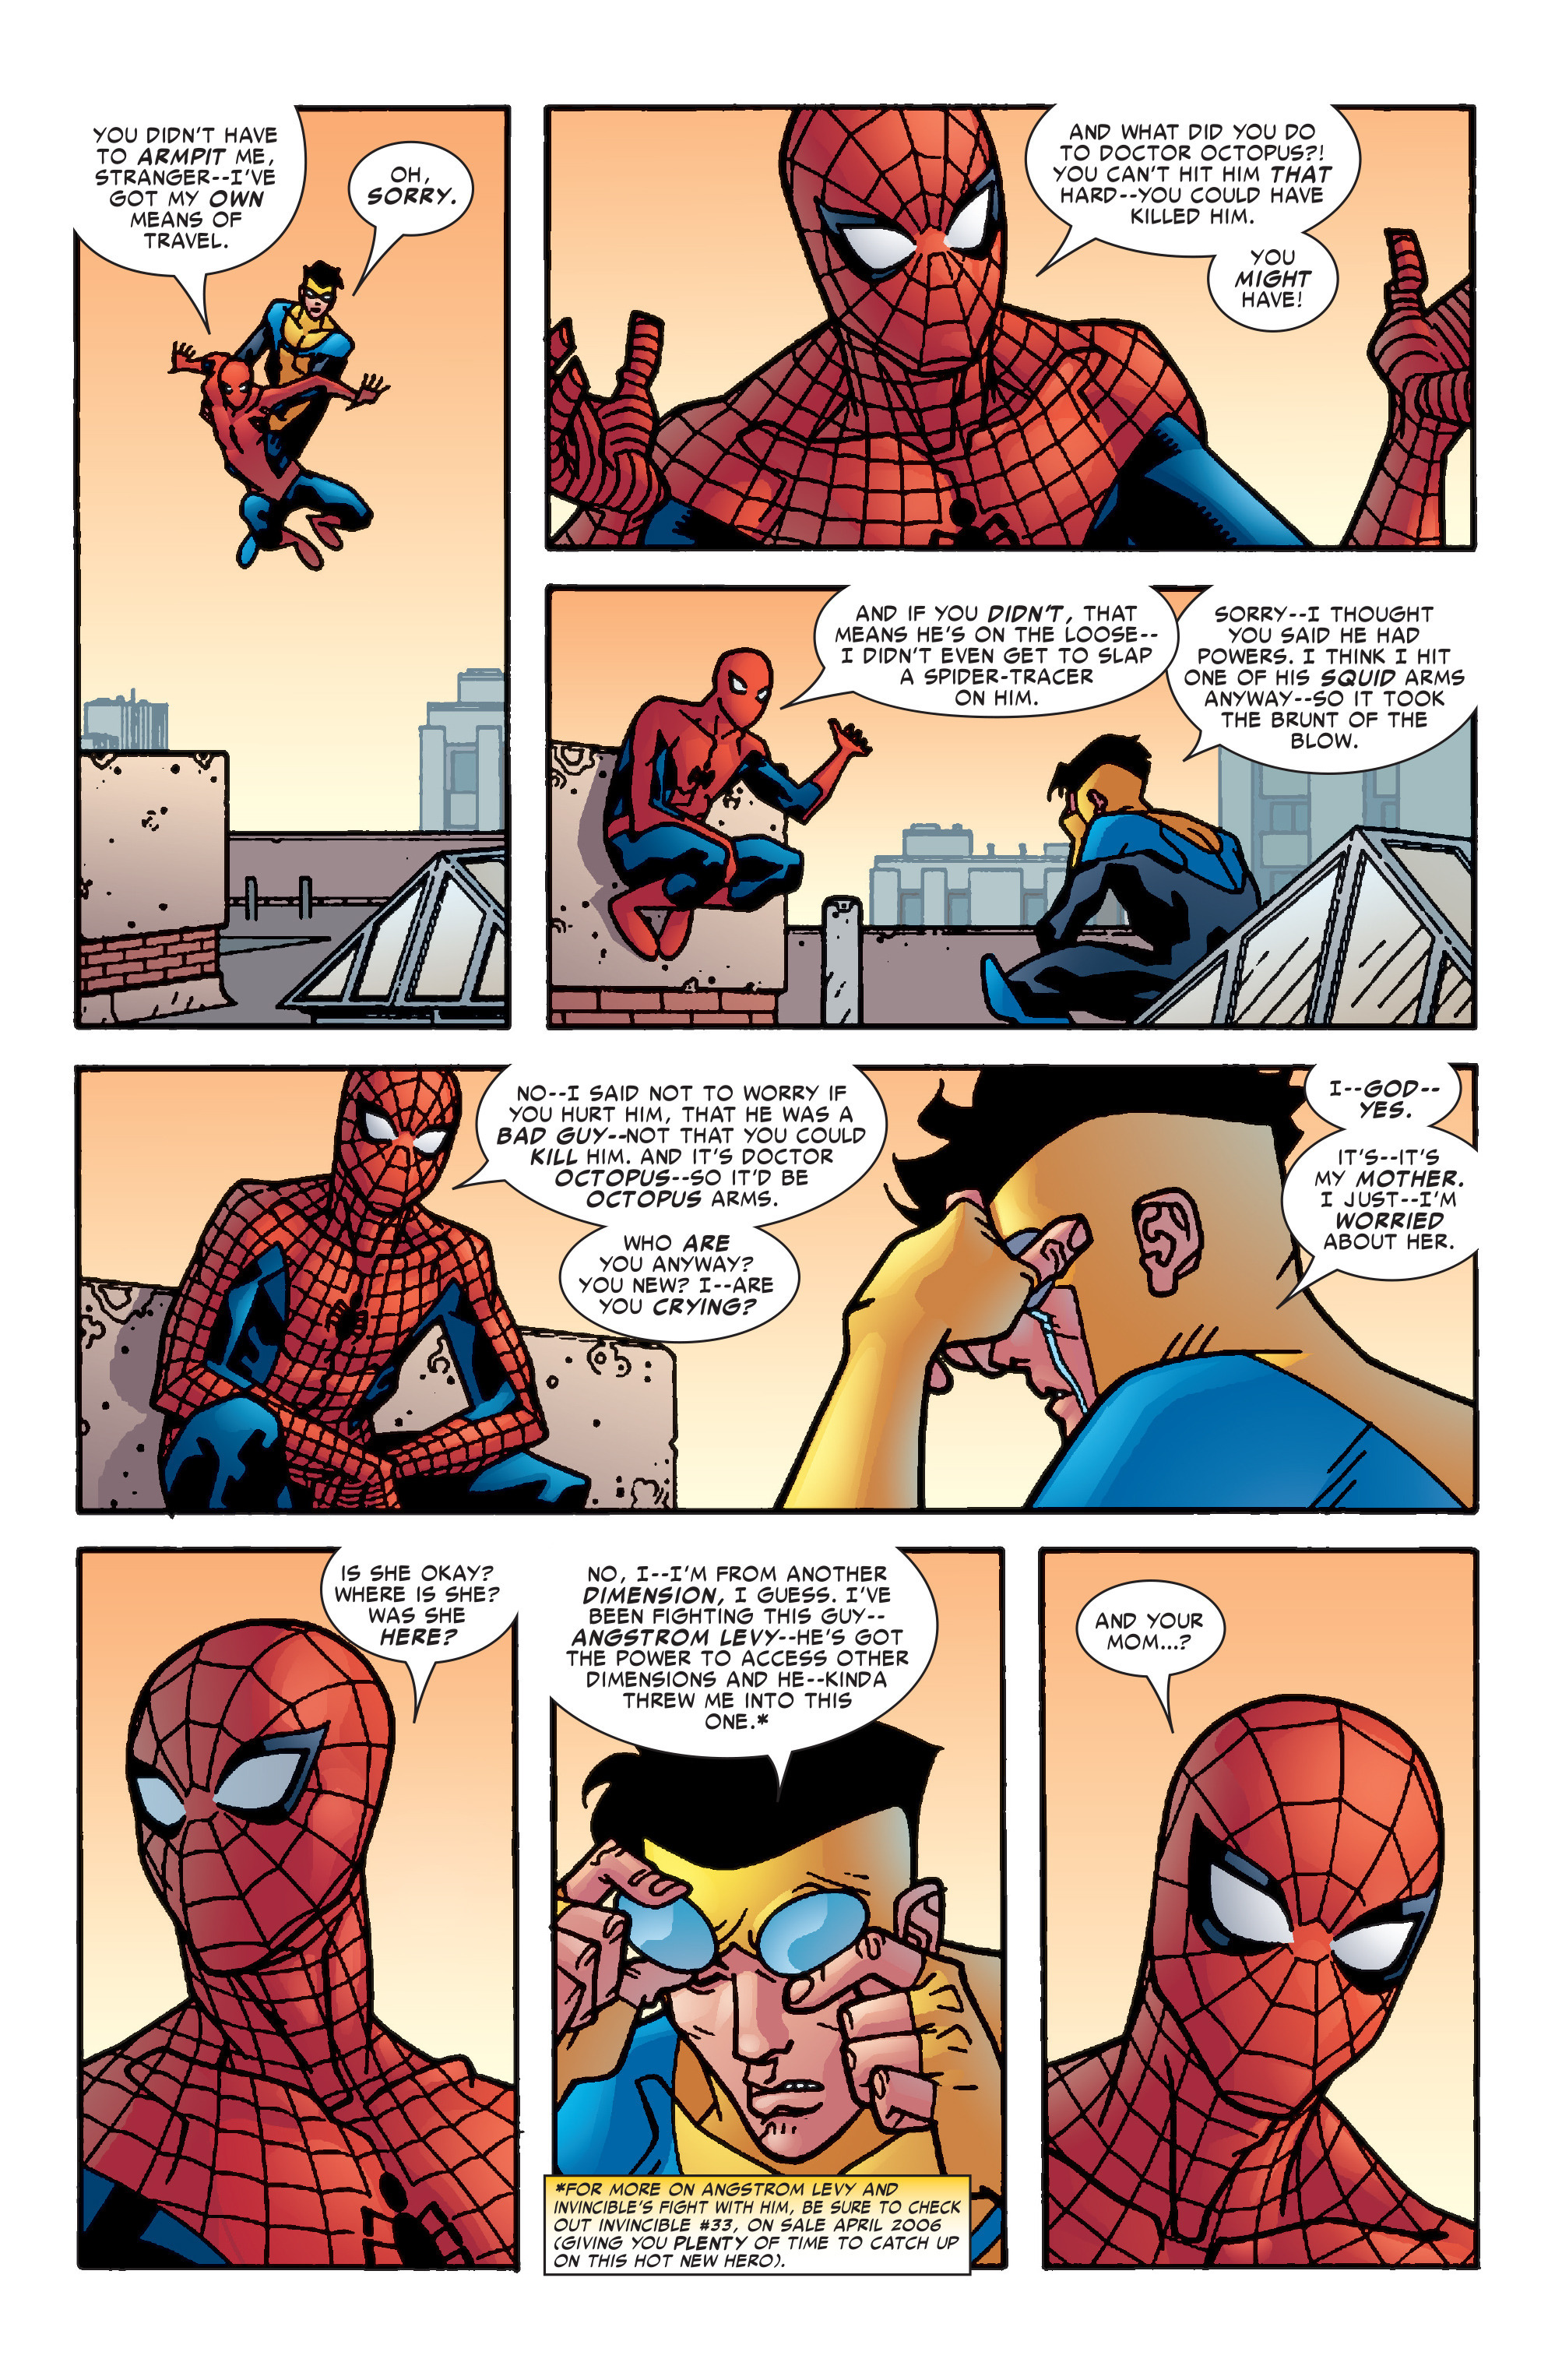 YOU DIDN'T HAVE
TO ARMPIT ME,
STRANGER--I'VE
GOT MY OWN
MEANS OF
TRAVEL.
OH,
SORRY.
AND WHAT DID YOU DO
TO DOCTOR OCTOPUS?!
YOU CAN'T HIT HIM THAT
HARD--YOU COULD HAVE
KILLED HIM.
YOU
MIGHT
HAVE!
AND IF YOU DIDN'T, THAT
MEANS HE'S ON THE LOOSE--
I DIDN'T EVEN GET TO SLAP
A SPIDER-TRACER
ON HIM.
SORRY--I THOUGHT
YOU SAID HE HAD
POWERS. I THINK I HIT
ONE OF HIS SQUID ARMS
ANYWAY--SO IT TOOK
THE BRUNT OF THE
BLOW.
NO--I SAID NOT TO WORRY IF
YOU HURT HIM, THAT HE WAS A
BAD GUY--NOT THAT YOU COULD
KILL HIM. AND IT'S DOCTOR
OCTOPUS--SO IT'D BE
OCTOPUS ARMS.
WHO ARE
YOU ANYWAY?
YOU NEW? I--ARE
YOU CRYING?
I--GOD--
YES.
IT'S--IT'S
MY MOTHER.
I JUST--I'M
WORRIED
ABOUT HER.
IS SHE OKAY?
WHERE IS SHE?
WAS SHE
HERE?
NO, I--I'M FROM ANOTHER
DIMENSION, I GUESS. I'VE
BEEN FIGHTING THIS GUY--
ANGSTROM LEVY--HE'S GOT
THE POWER TO ACCESS OTHER
DIMENSIONS AND HE--KINDA
THREW ME INTO THIS
ONE.*
*FOR MORE ON ANGSTROM LEVY AND
INVINCIBLE'S FIGHT WITH HIM, BE SURE TO CHECK
OUT INVINCIBLE #33, ON SALE APRIL 2006
(GIVING YOU PLENTY OF TIME TO CATCH UP
ON THIS HOT NEW HERO).
AND YOUR
MOM...?